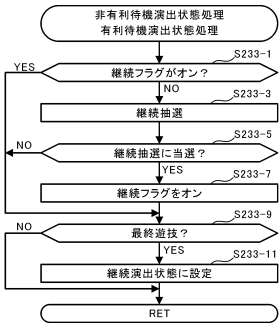 非有利待機演出状態処理
有利待機演出状態処理
S233-1
YES
継続フラグがオン？
NO
S233-3
継続抽選
S233-5
NO
継続抽選に当選？
YES
S233-7
継続フラグをオン
S233-9
NO
最終遊技？
YES
S233-11
継続演出状態に設定
RET